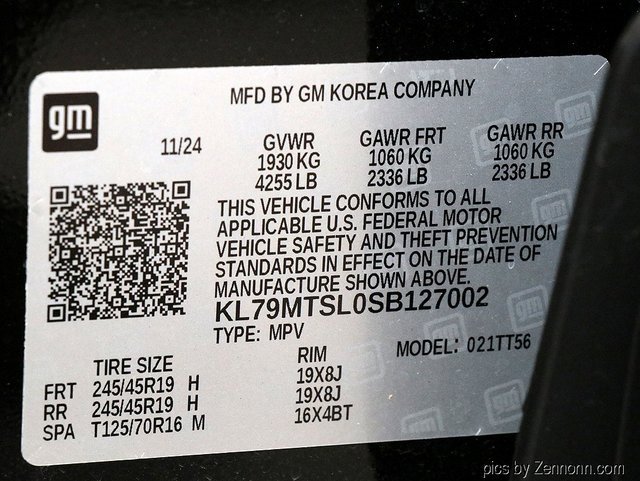 gm
MFD BY GM KOREA COMPANY
11/24
GVWR GAWR FRT GAWR RR
1930 KG 1060 KG 1060 KG
4255 LB 2336 LB 2336 LB
THIS VEHICLE CONFORMS TO ALL
APPLICABLE U.S. FEDERAL MOTOR
VEHICLE SAFETY AND THEFT PREVENTION
STANDARDS IN EFFECT ON THE DATE OF
MANUFACTURE SHOWN ABOVE.
KL79MTSL0SB127002
TYPE: MPV
MODEL: 021TT56
TIRE SIZE RIM
FRT 245/45R19 H 19X8J
RR 245/45R19 H 19X8J
SPA T125/70R16 M 16X4BT
pics by Zennonn.com